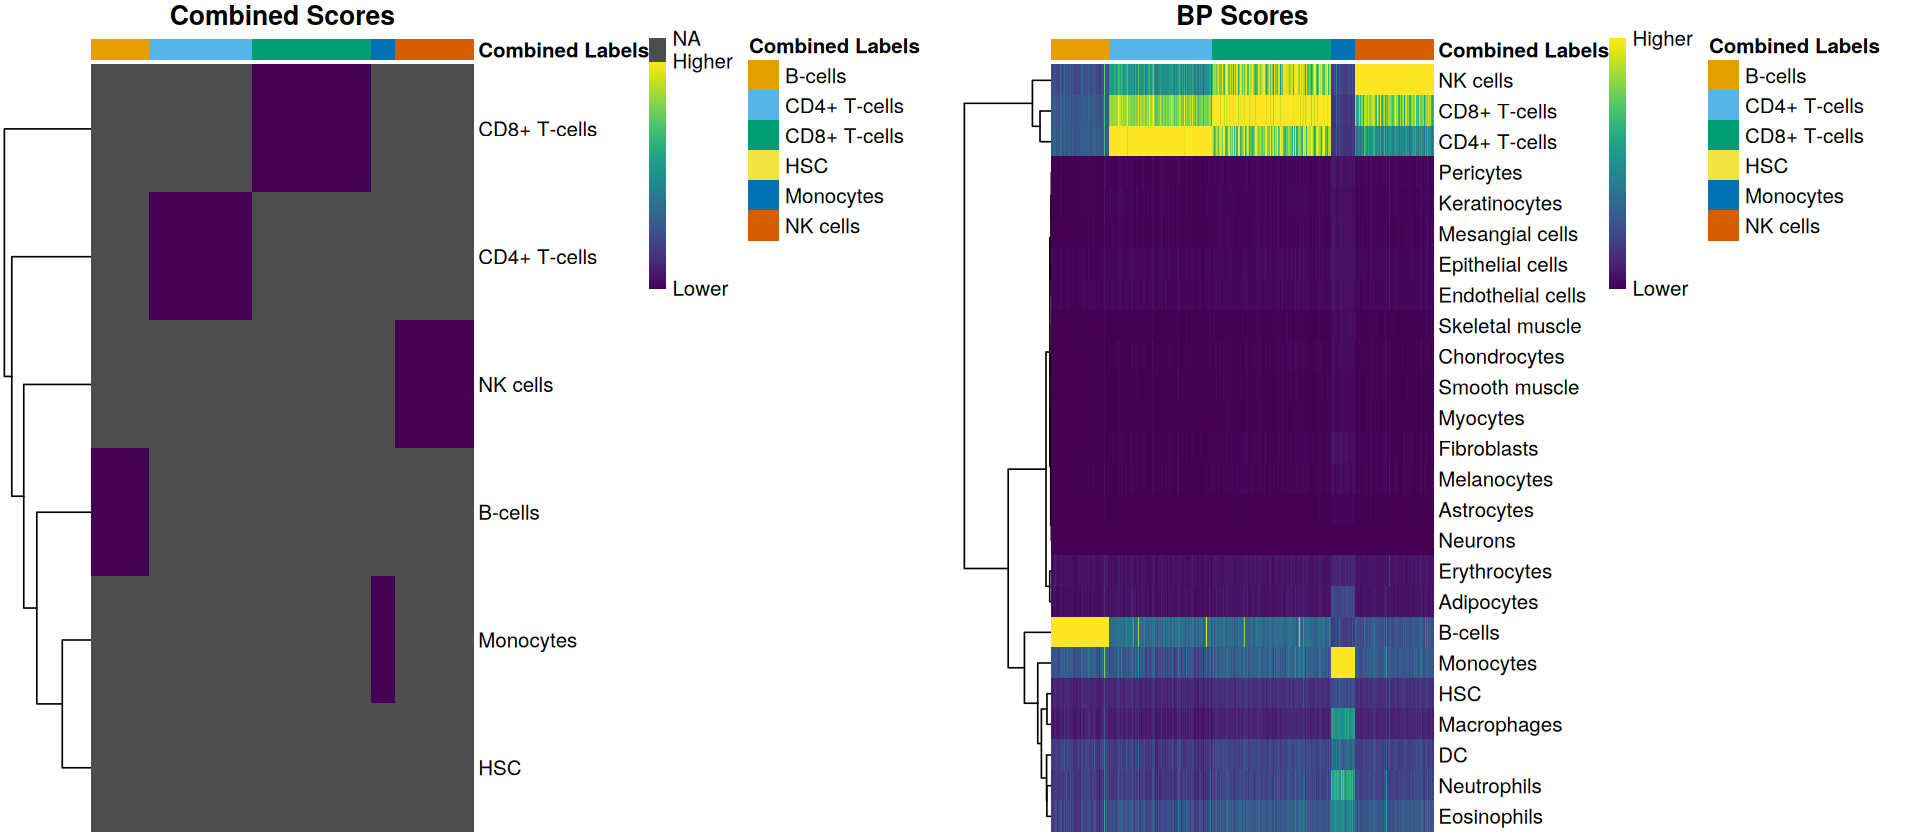 Combined Scores
Combined Labels
CD8+ T-cells
CD4+ T-cells
NK cells
B-cells
Monocytes
HSC
NA
Higher
Lower
Combined Labels
B-cells
CD4+ T-cells
CD8+ T-cells
HSC
Monocytes
NK cells
BP Scores
Combined Labels
NK cells
CD8+ T-cells
CD4+ T-cells
Pericytes
Keratinocytes
Mesangial cells
Epithelial cells
Endothelial cells
Skeletal muscle
Chondrocytes
Smooth muscle
Myocytes
Fibroblasts
Melanocytes
Astrocytes
Neurons
Erythrocytes
Adipocytes
B-cells
Monocytes
HSC
Macrophages
DC
Neutrophils
Eosinophils
Higher
Lower
Combined Labels
B-cells
CD4+ T-cells
CD8+ T-cells
HSC
Monocytes
NK cells